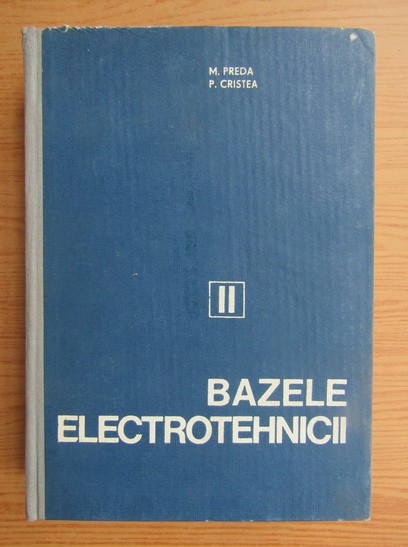 M. PREDA
P. CRISTEA
II
BAZELE
ELECTROTEHNICII